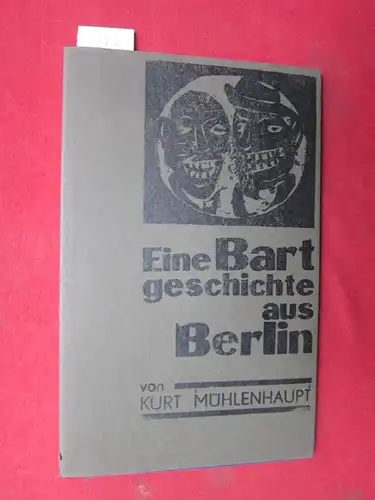 Eine Bart
geschichte
aus
Berlin
von
KURT MÜHLENHAUPT